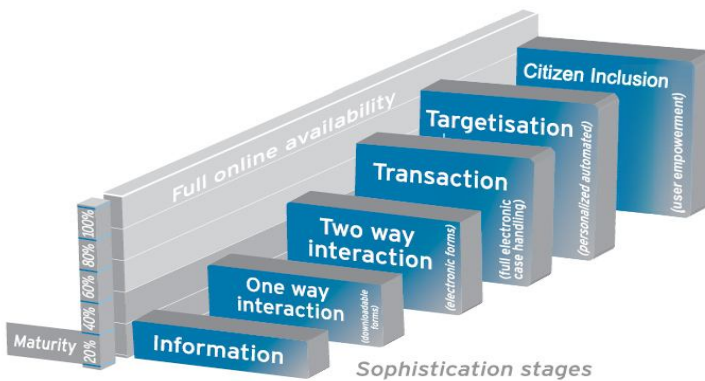 Full online availability
100%
80%
60%
40%
20%
Maturity
Information
One way
interaction
(downloadable
forms)
Two way
interaction
(electronic forms)
Transaction
(full electronic
case handling)
Targetisation
(personalized automated)
Citizen Inclusion
(user empowerment)
Sophistication stages